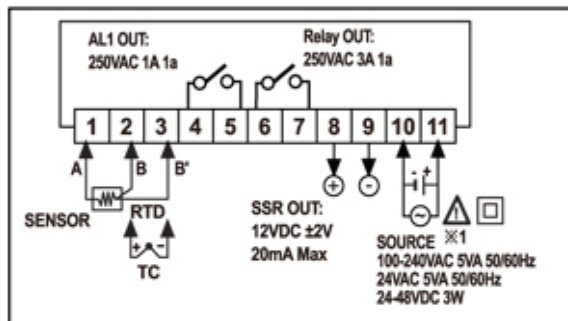 AL1 OUT:
250VAC 1A 1a
Relay OUT:
250VAC 3A 1a
1 2 3 4 5 6 7 8 9 10 11
A B B'
SENSOR
RTD
+ -
TC
+ -
SSR OUT:
12VDC ±2V
20mA Max
- +
※1
SOURCE
100-240VAC 5VA 50/60Hz
24VAC 5VA 50/60Hz
24-48VDC 3W